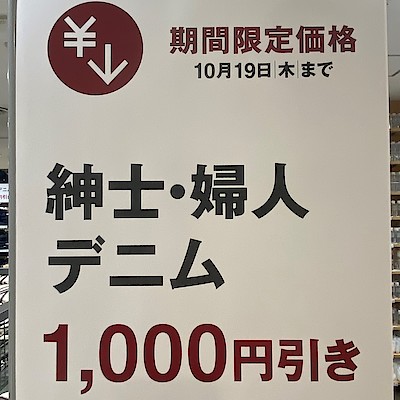 ¥↓
期間限定価格
10月19日|木|まで
紳士・婦人
デニム
1,000円引き